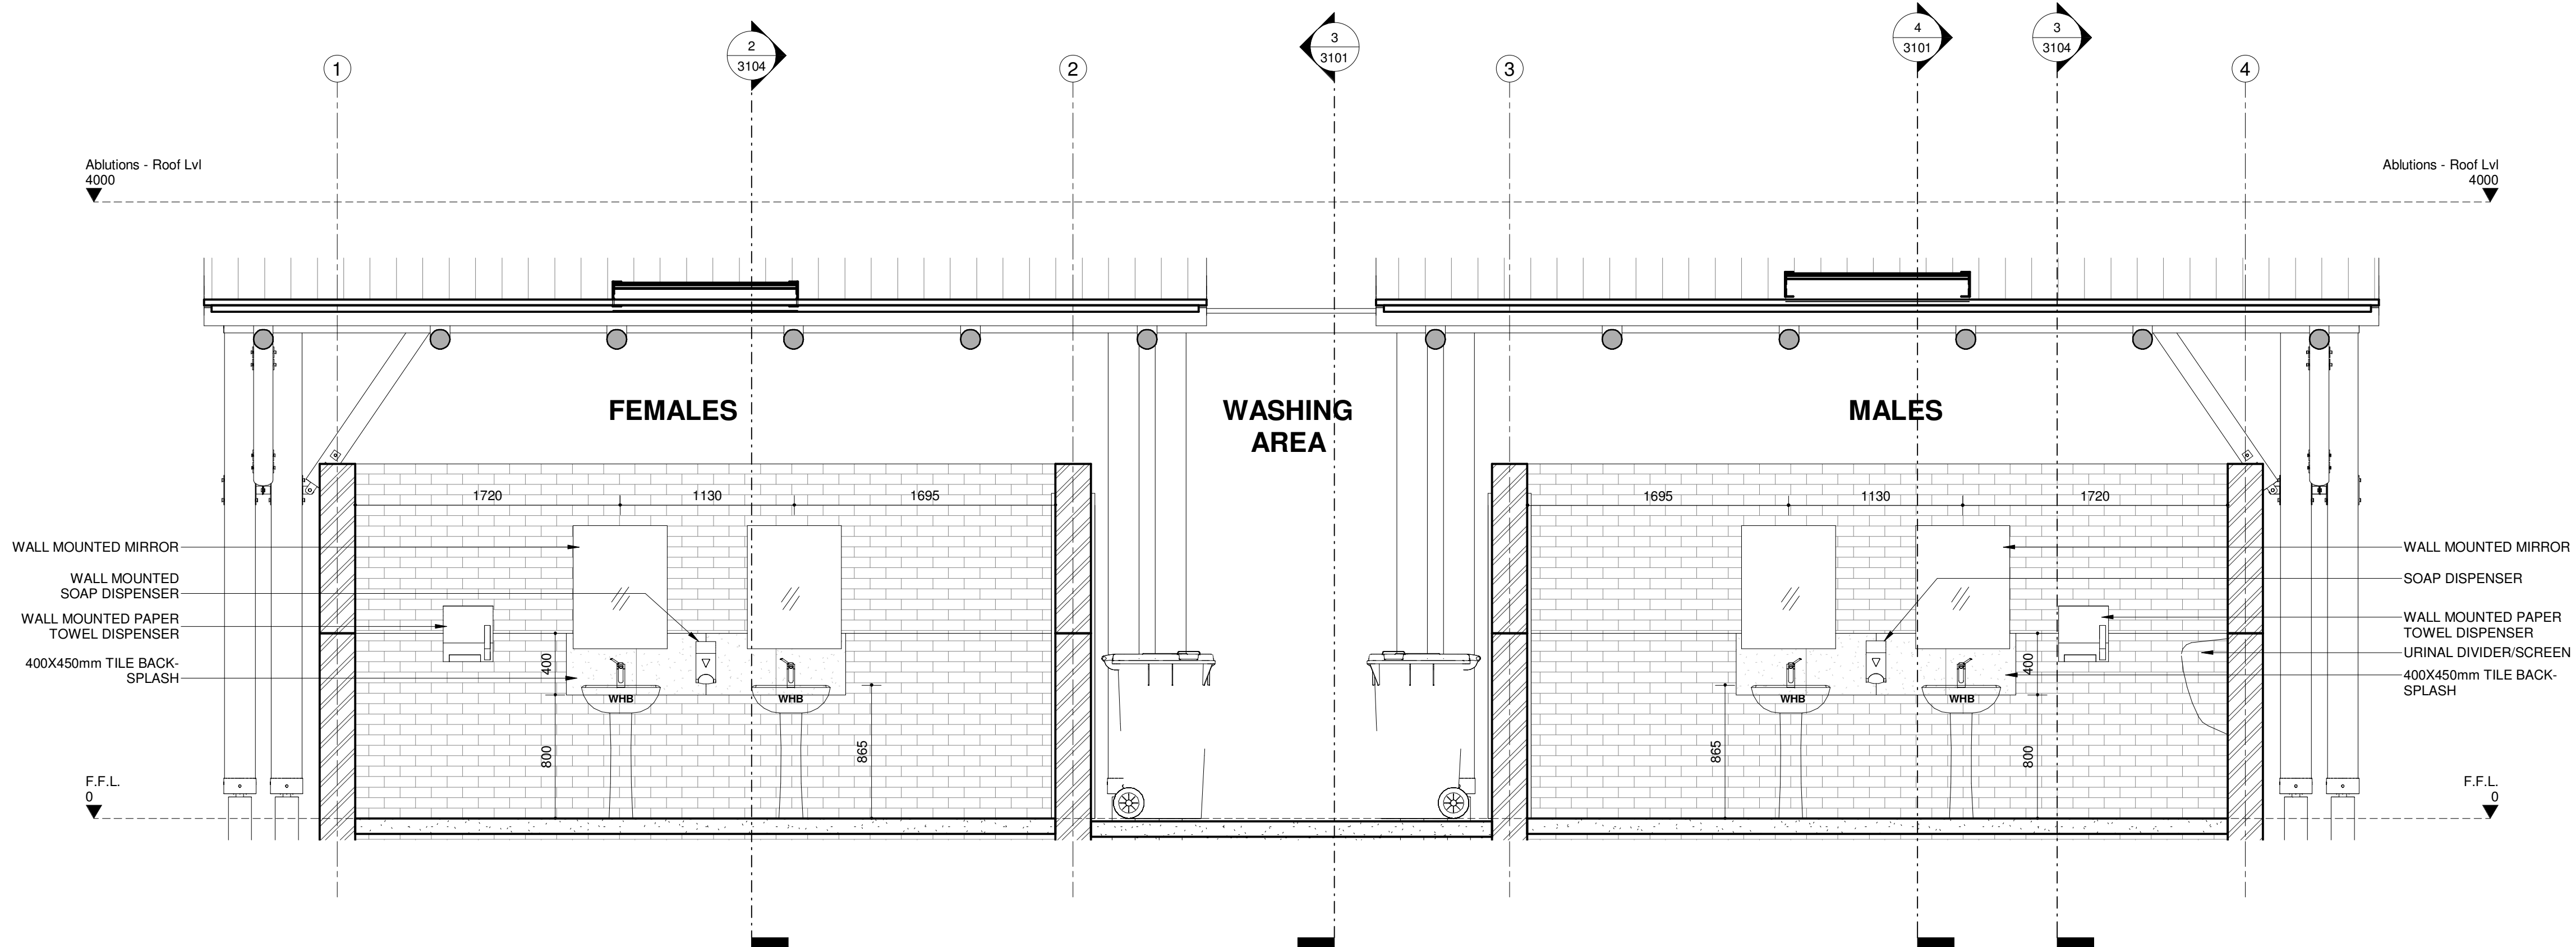 2
3104
3
3101
4
3101
3
3104
1
2
3
4
Ablutions - Roof Lvl
4000
Ablutions - Roof Lvl
4000
FEMALES
WASHING
AREA
MALES
1720
1130
1695
1695
1130
1720
WALL MOUNTED MIRROR
WALL MOUNTED
SOAP DISPENSER
WALL MOUNTED PAPER
TOWEL DISPENSER
400X450mm TILE BACK-
SPLASH
WALL MOUNTED MIRROR
SOAP DISPENSER
WALL MOUNTED PAPER
TOWEL DISPENSER
URINAL DIVIDER/SCREEN
400X450mm TILE BACK-
SPLASH
400
400
WHB
WHB
WHB
WHB
800
865
865
800
F.F.L.
0
F.F.L.
0